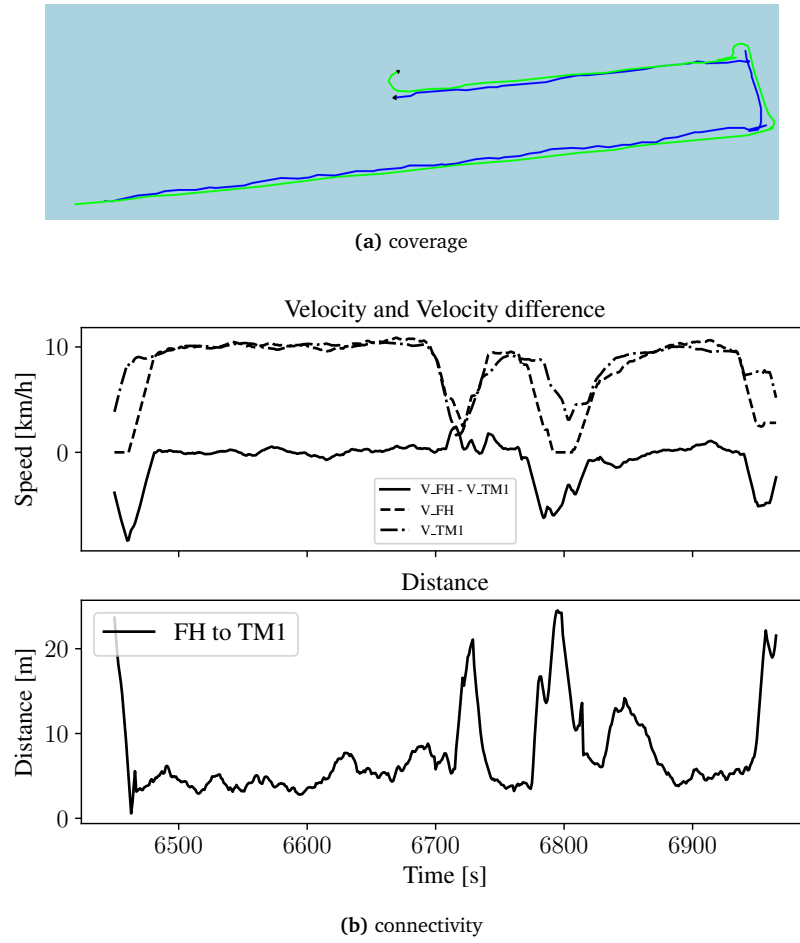 (a) coverage
Velocity and Velocity difference
10
0
Speed [km/h]
V_FH - V_TM1
V_FH
V_TM1
Distance
FH to TM1
20
10
0
Distance [m]
6500 6600 6700 6800 6900
Time [s]
(b) connectivity